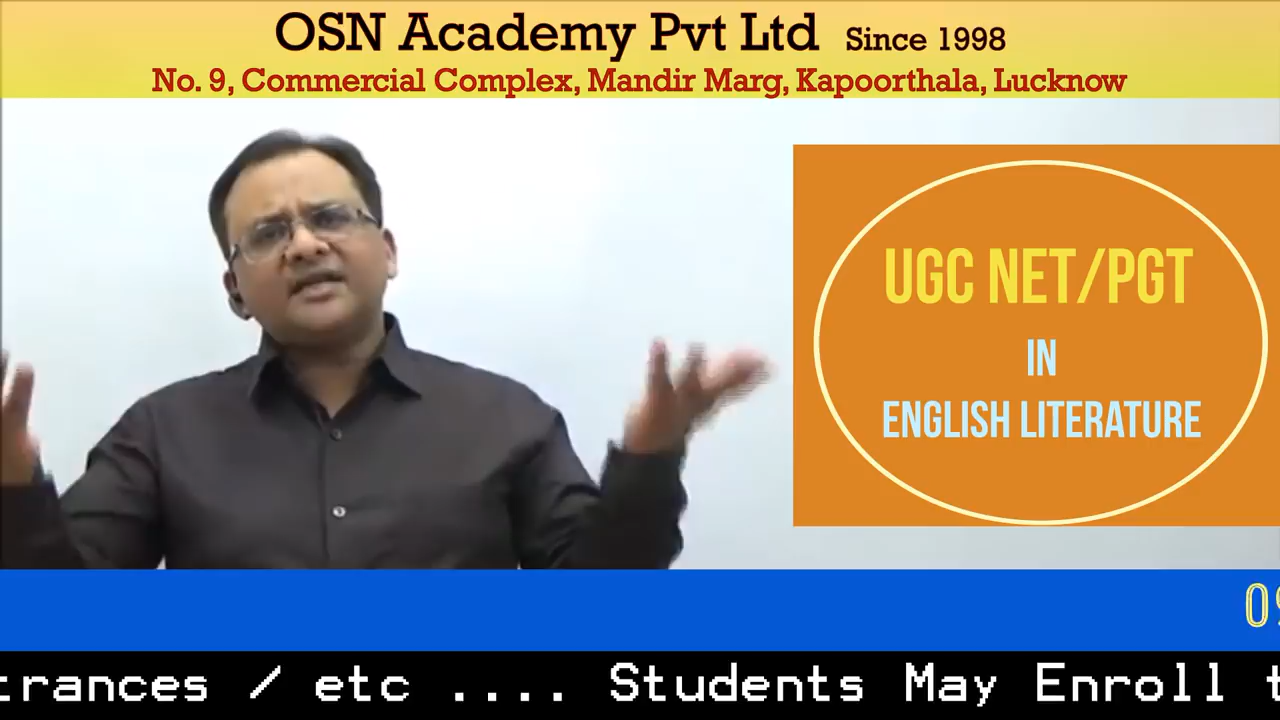 OSN Academy Pvt Ltd Since 1998
No. 9, Commercial Complex, Mandir Marg, Kapoorthala, Lucknow
UGC NET/PGT
IN
ENGLISH LITERATURE
/ etc .... Students May Enroll